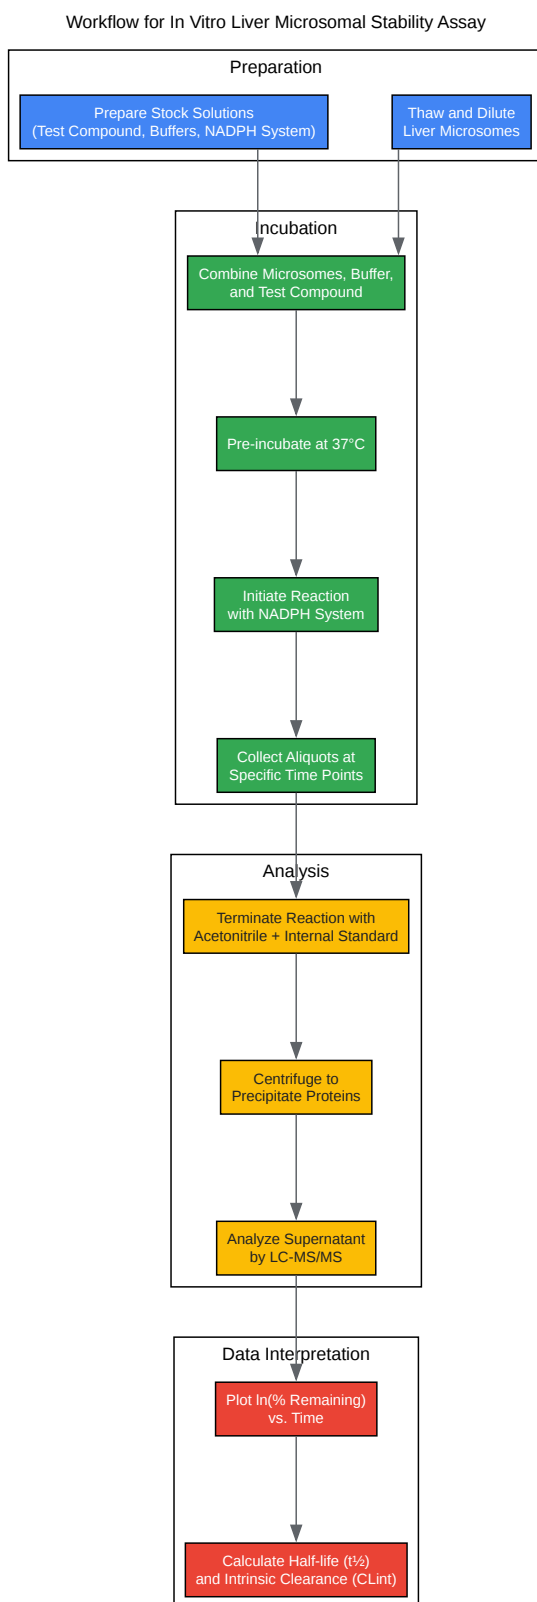 Workflow for In Vitro Liver Microsomal Stability Assay
Preparation
Prepare Stock Solutions
(Test Compound, Buffers, NADPH System)
Thaw and Dilute
Liver Microsomes
Incubation
Combine Microsomes, Buffer,
and Test Compound
Pre-incubate at 37°C
Initiate Reaction
with NADPH System
Collect Aliquots at
Specific Time Points
Analysis
Terminate Reaction with
Acetonitrile + Internal Standard
Centrifuge to
Precipitate Proteins
Analyze Supernatant
by LC-MS/MS
Data Interpretation
Plot ln(% Remaining)
vs. Time
Calculate Half-life (t½)
and Intrinsic Clearance (CLint)